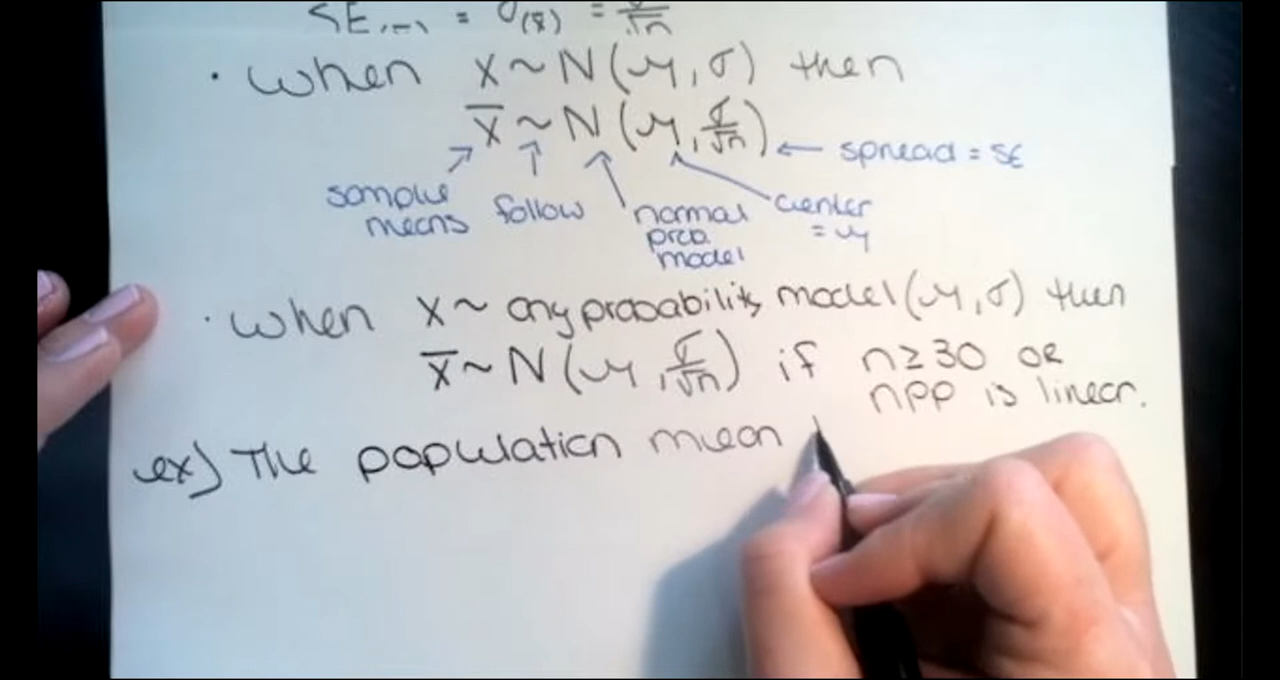 = σ(x̄) = σ/√n
· When X ~ N(μ, σ) then
X̄ ~ N(μ, σ/√n)
← spread = SE
sample means
follow
normal prob. model
center = μ
· When X ~ any probability model (μ, σ) then
X̄ ~ N(μ, σ/√n) if n ≥ 30 or
npp is linear.
ex) The population mean